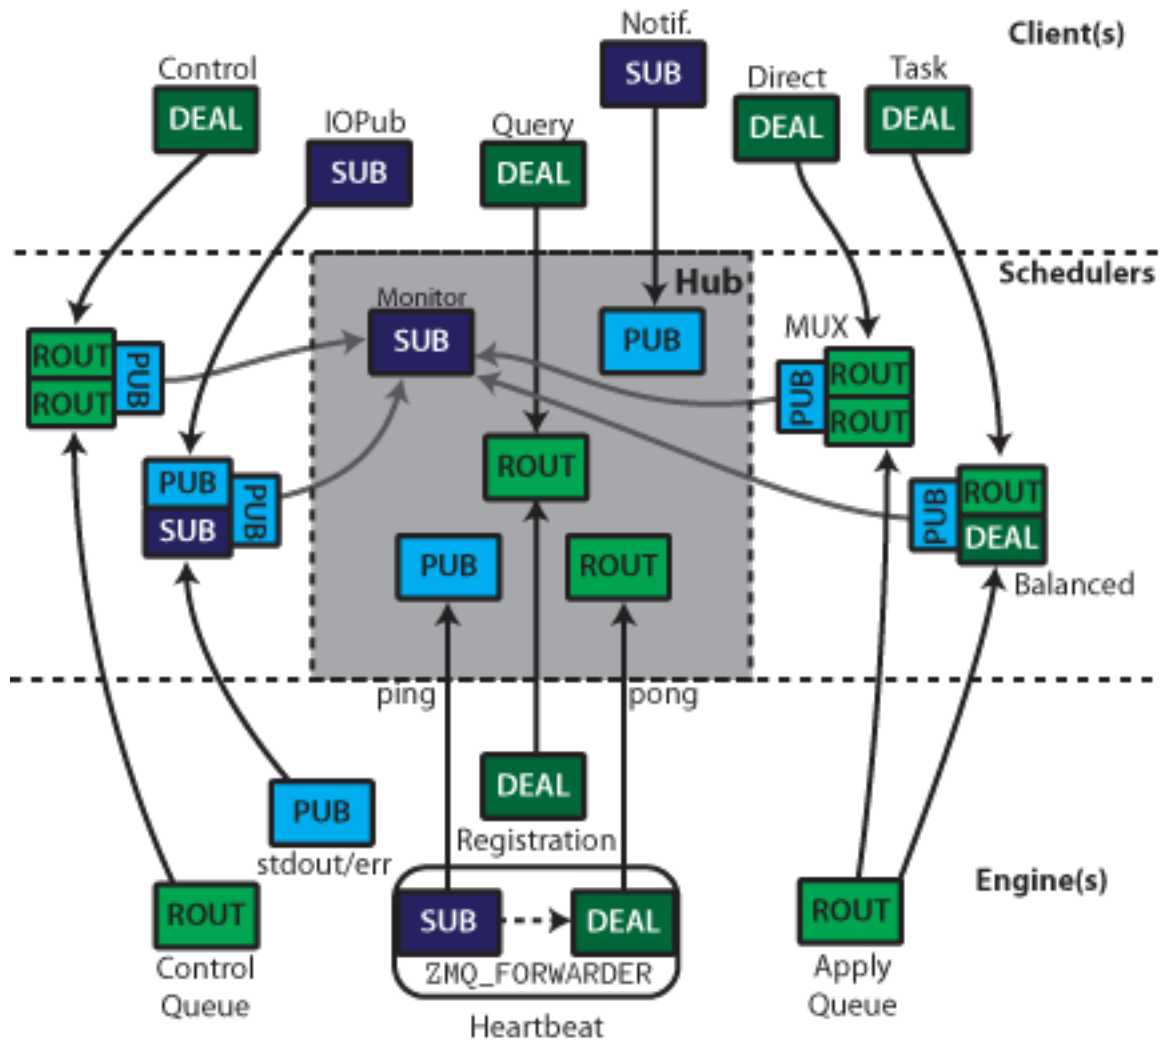 Notif.
Client(s)
SUB
Control
DEAL
Direct
DEAL
Task
DEAL
IOPub
SUB
Query
DEAL
Schedulers
Hub
Monitor
SUB
PUB
MUX
ROUT
ROUT
PUB
PUB
ROUT
ROUT
PUB
SUB
PUB
ROUT
PUB
ROUT
DEAL
Balanced
PUB
ROUT
ping
pong
DEAL
Registration
PUB
stdout/err
Engine(s)
ROUT
Control
Queue
SUB
DEAL
ZMQ_FORWARDER
Heartbeat
ROUT
Apply
Queue